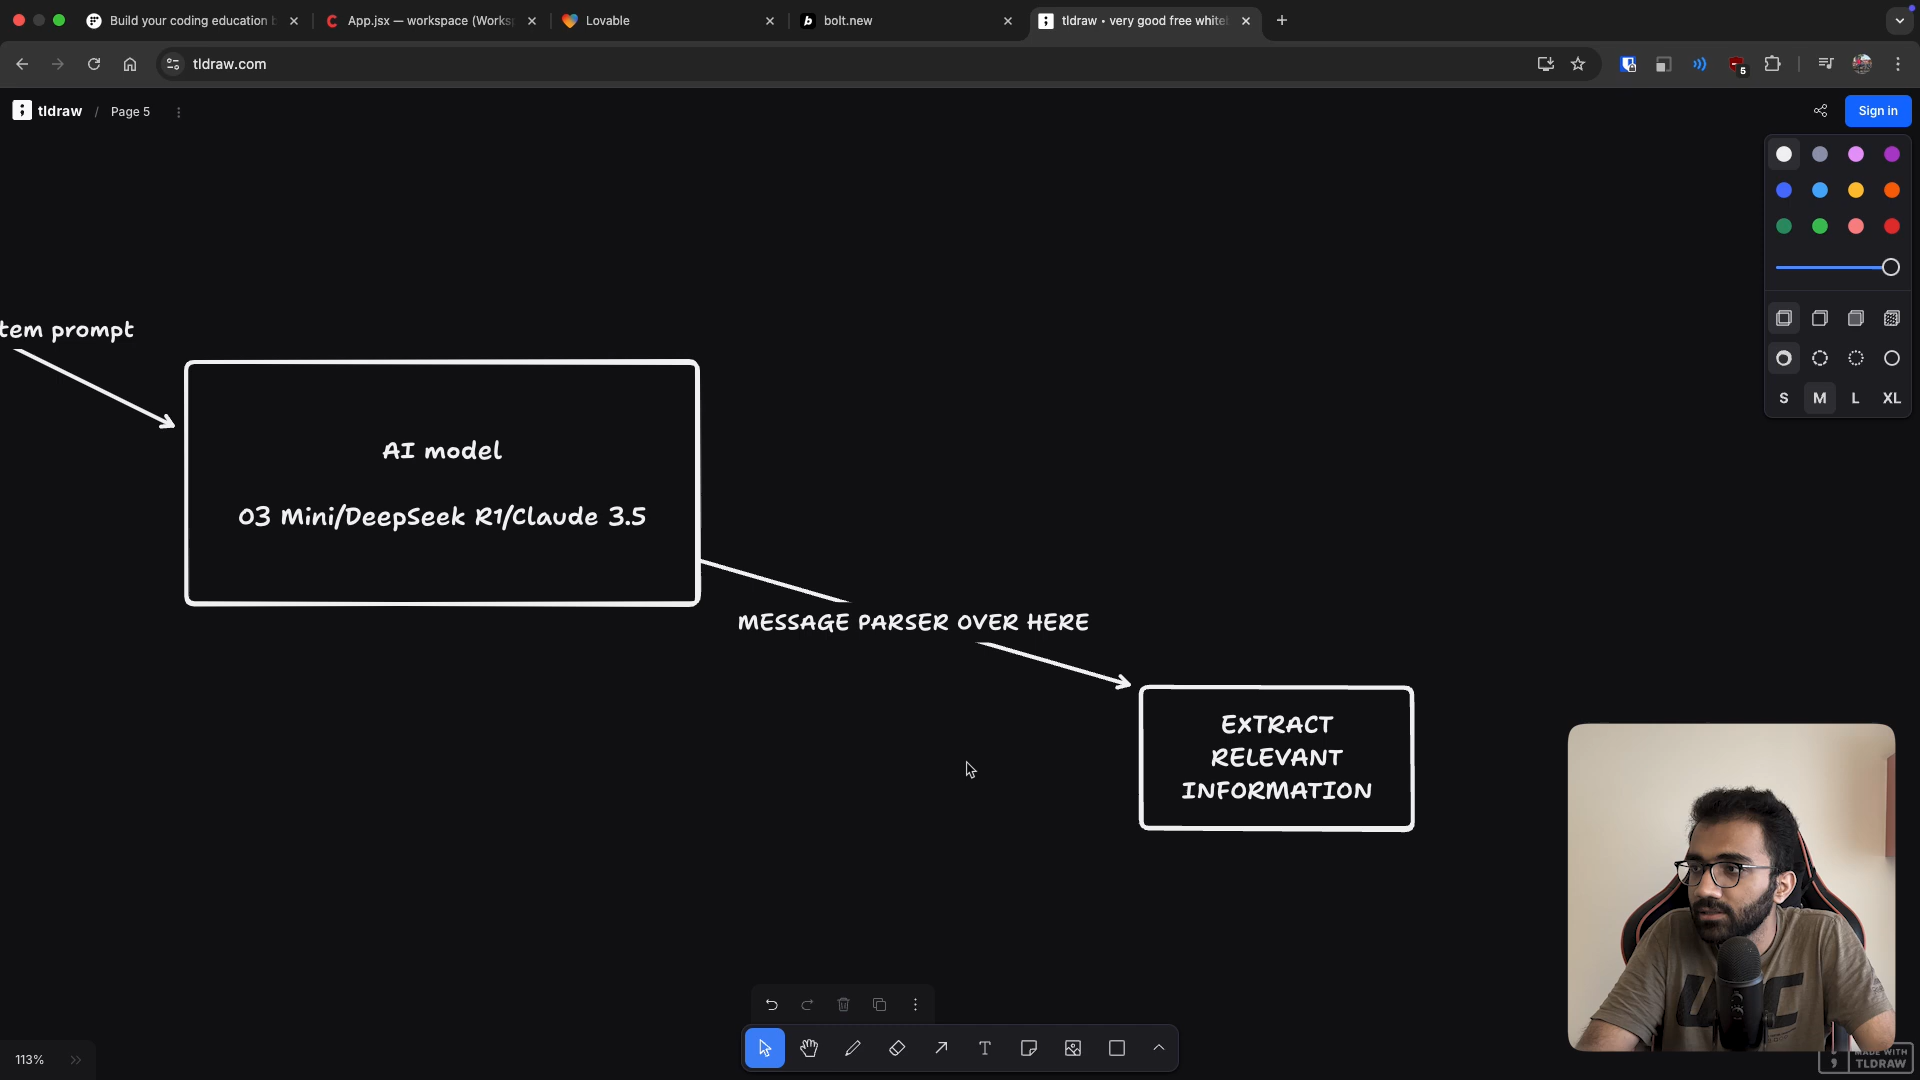 Build your coding education b
App.jsx — workspace (Works
Lovable
bolt.new
tldraw • very good free white
tldraw.com
5
tldraw / Page 5
Sign in
S M L XL
tem prompt
AI model
O3 Mini/DeepSeek R1/Claude 3.5
MESSAGE PARSER OVER HERE
EXTRACT
RELEVANT
INFORMATION
113%
MADE WITH
TLDRAW